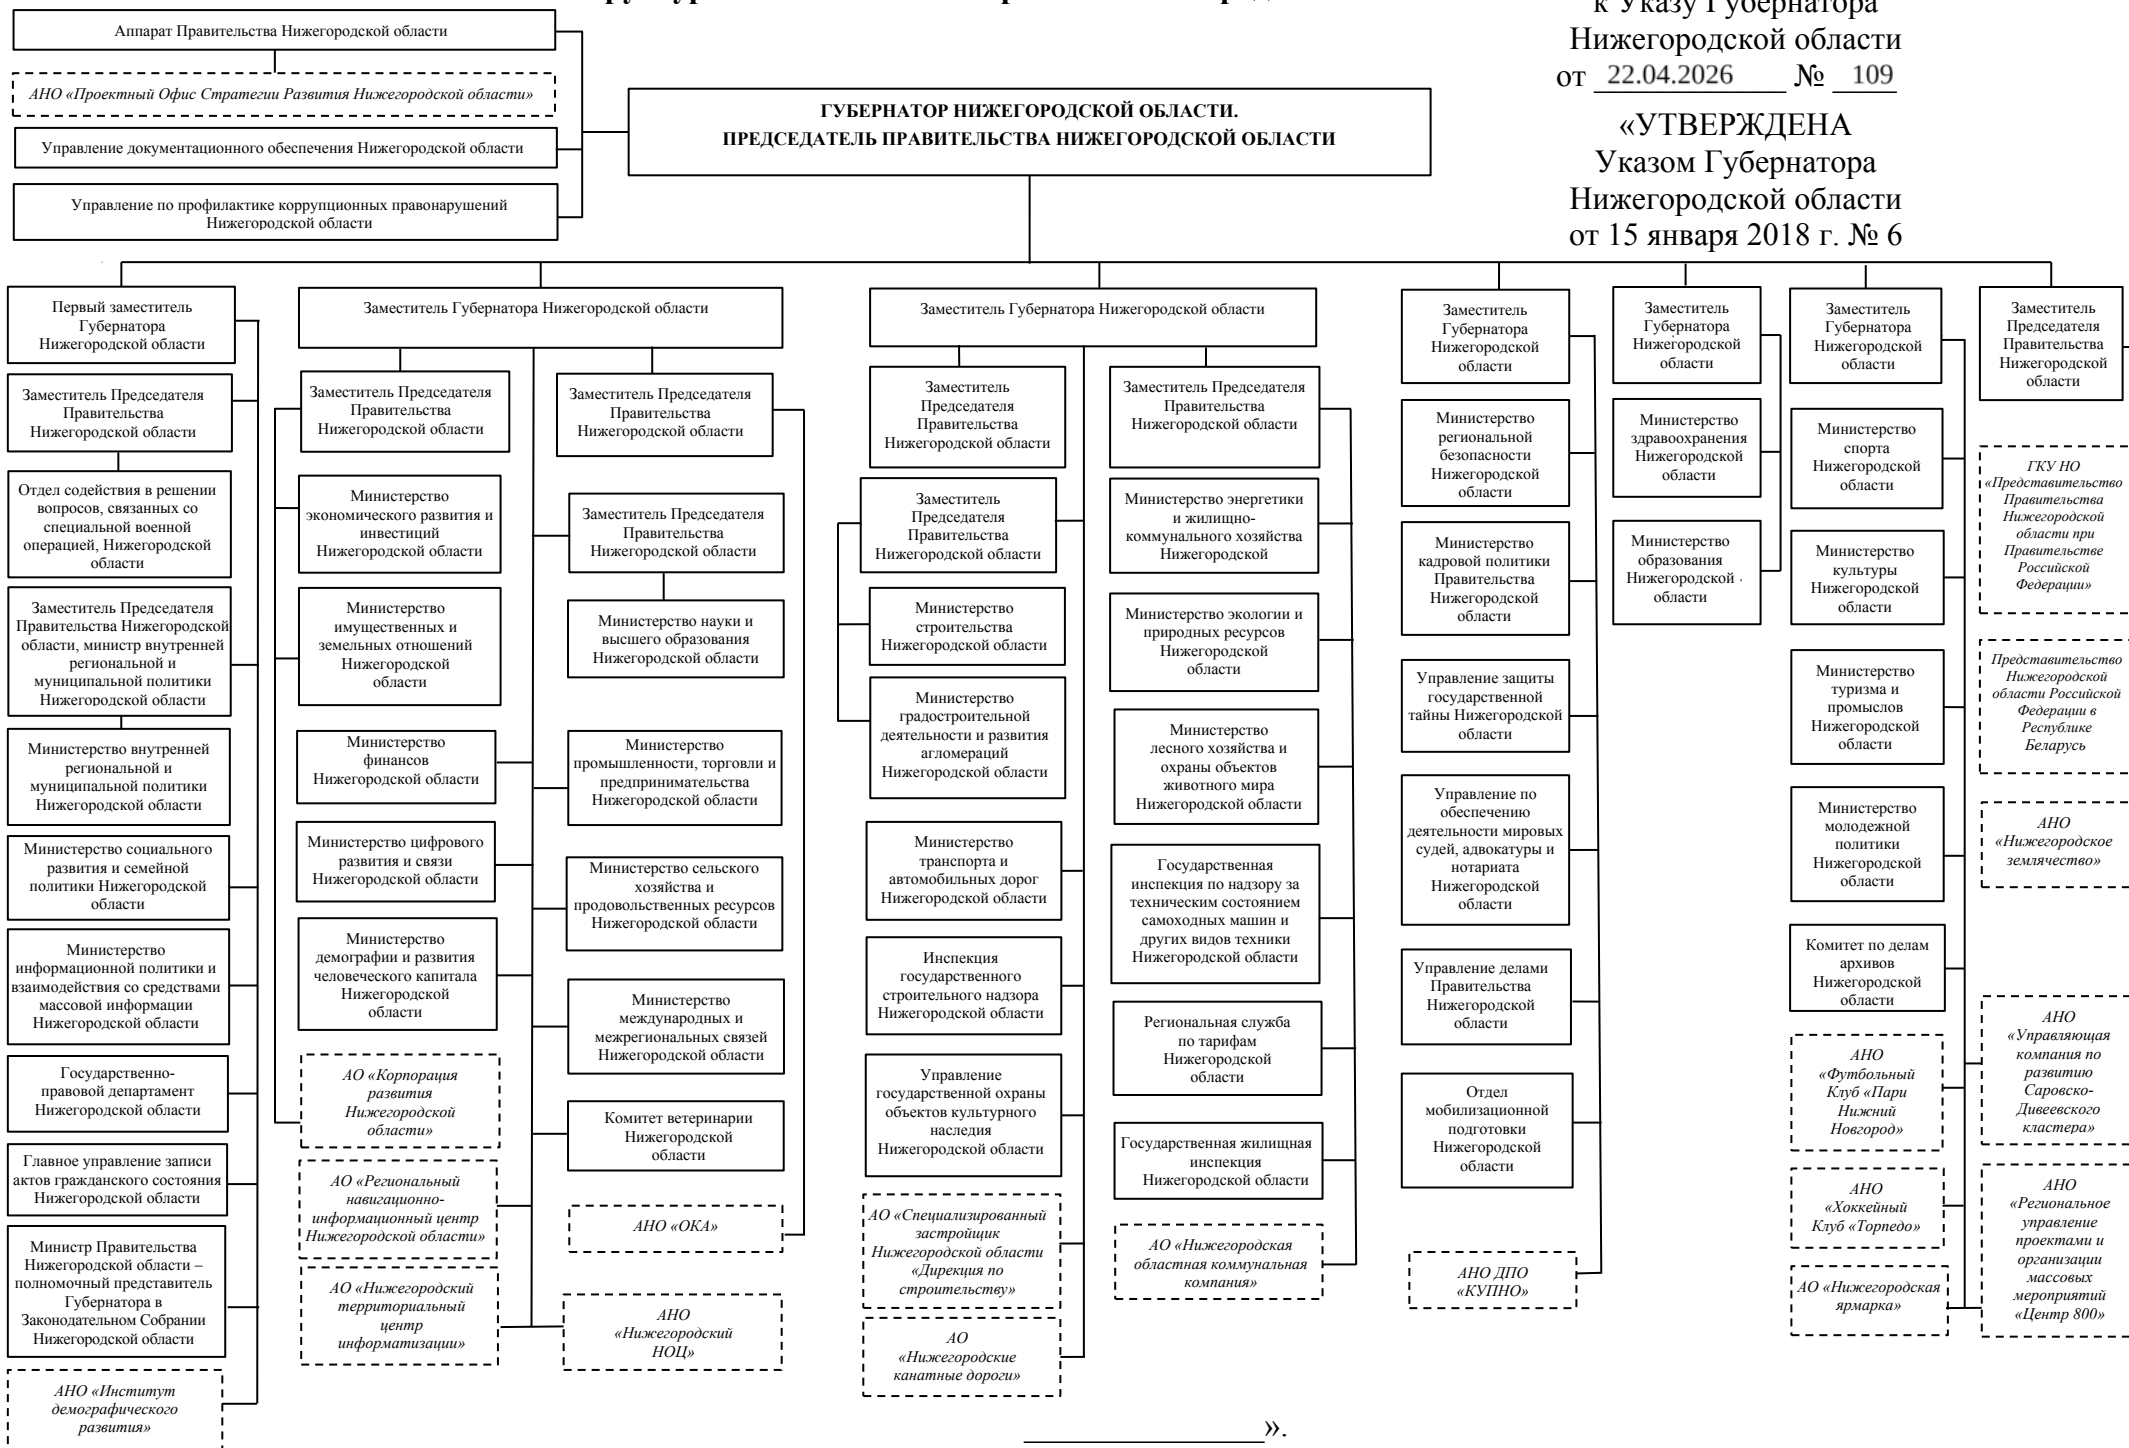 к Указу Губернатора
Нижегородской области
от 22.04.2026 № 109
«УТВЕРЖДЕНА
Указом Губернатора
Нижегородской области
от 15 января 2018 г. № 6
Аппарат Правительства Нижегородской области
АНО «Проектный Офис Стратегии Развития Нижегородской области»
Управление документационного обеспечения Нижегородской области
Управление по профилактике коррупционных правонарушений
Нижегородской области
ГУБЕРНАТОР НИЖЕГОРОДСКОЙ ОБЛАСТИ.
ПРЕДСЕДАТЕЛЬ ПРАВИТЕЛЬСТВА НИЖЕГОРОДСКОЙ ОБЛАСТИ
Первый заместитель
Губернатора
Нижегородской области
Заместитель Председателя
Правительства
Нижегородской области
Отдел содействия в решении
вопросов, связанных со
специальной военной
операцией, Нижегородской
области
Заместитель Председателя
Правительства Нижегородской
области, министр внутренней
региональной и
муниципальной политики
Нижегородской области
Министерство внутренней
региональной и
муниципальной политики
Нижегородской области
Министерство социального
развития и семейной
политики Нижегородской
области
Министерство
информационной политики и
взаимодействия со средствами
массовой информации
Нижегородской области
Государственно-
правовой департамент
Нижегородской области
Главное управление записи
актов гражданского состояния
Нижегородской области
Министр Правительства
Нижегородской области –
полномочный представитель
Губернатора в
Законодательном Собрании
Нижегородской области
АНО «Институт
демографического
развития»
Заместитель Губернатора Нижегородской области
Заместитель Председателя
Правительства
Нижегородской области
Министерство
экономического развития и
инвестиций
Нижегородской области
Министерство
имущественных и
земельных отношений
Нижегородской
области
Министерство
финансов
Нижегородской области
Министерство цифрового
развития и связи
Нижегородской области
Министерство
демографии и развития
человеческого капитала
Нижегородской
области
АО «Корпорация
развития
Нижегородской
области»
АО «Региональный
навигационно-
информационный центр
Нижегородской области»
АО «Нижегородский
территориальный
центр
информатизации»
Заместитель Председателя
Правительства
Нижегородской области
Заместитель Председателя
Правительства
Нижегородской области
Министерство науки и
высшего образования
Нижегородской области
Министерство
промышленности, торговли и
предпринимательства
Нижегородской области
Министерство сельского
хозяйства и
продовольственных ресурсов
Нижегородской области
Министерство
международных и
межрегиональных связей
Нижегородской области
Комитет ветеринарии
Нижегородской
области
АНО «ОКА»
АНО
«Нижегородский
НОЦ»
Заместитель Губернатора Нижегородской области
Заместитель
Председателя
Правительства
Нижегородской области
Заместитель
Председателя
Правительства
Нижегородской области
Министерство
строительства
Нижегородской области
Министерство
градостроительной
деятельности и развития
агломераций
Нижегородской области
Министерство
транспорта и
автомобильных дорог
Нижегородской области
Инспекция
государственного
строительного надзора
Нижегородской области
Управление
государственной охраны
объектов культурного
наследия
Нижегородской области
АО «Специализированный
застройщик
Нижегородской области
«Дирекция по
строительству»
АО
«Нижегородские
канатные дороги»
Заместитель Председателя
Правительства
Нижегородской области
Министерство энергетики
и жилищно-
коммунального хозяйства
Нижегородской
Министерство экологии и
природных ресурсов
Нижегородской
области
Министерство
лесного хозяйства и
охраны объектов
животного мира
Нижегородской области
Государственная
инспекция по надзору за
техническим состоянием
самоходных машин и
других видов техники
Нижегородской области
Региональная служба
по тарифам
Нижегородской
области
Государственная жилищная
инспекция
Нижегородской области
АО «Нижегородская
областная коммунальная
компания»
Заместитель
Губернатора
Нижегородской
области
Министерство
региональной
безопасности
Нижегородской
области
Министерство
кадровой политики
Правительства
Нижегородской
области
Управление защиты
государственной
тайны Нижегородской
области
Управление по
обеспечению
деятельности мировых
судей, адвокатуры и
нотариата
Нижегородской
области
Управление делами
Правительства
Нижегородской
области
Отдел
мобилизационной
подготовки
Нижегородской
области
АНО ДПО
«КУПНО»
Заместитель
Губернатора
Нижегородской
области
Министерство
здравоохранения
Нижегородской
области
Министерство
образования
Нижегородской
области
Заместитель
Губернатора
Нижегородской
области
Министерство
спорта
Нижегородской
области
Министерство
культуры
Нижегородской
области
Министерство
туризма и
промыслов
Нижегородской
области
Министерство
молодежной
политики
Нижегородской
области
Комитет по делам
архивов
Нижегородской
области
АНО
«Футбольный
Клуб «Пари
Нижний
Новгород»
АНО
«Хоккейный
Клуб «Торпедо»
АО «Нижегородская
ярмарка»
Заместитель
Председателя
Правительства
Нижегородской
области
ГКУ НО
«Представительство
Правительства
Нижегородской
области при
Правительстве
Российской
Федерации»
Представительство
Нижегородской
области Российской
Федерации в
Республике
Беларусь
АНО
«Нижегородское
землячество»
АНО
«Управляющая
компания по
развитию
Саровско-
Дивеевского
кластера»
АНО
«Региональное
управление
проектами и
организации
массовых
мероприятий
«Центр 800»
».